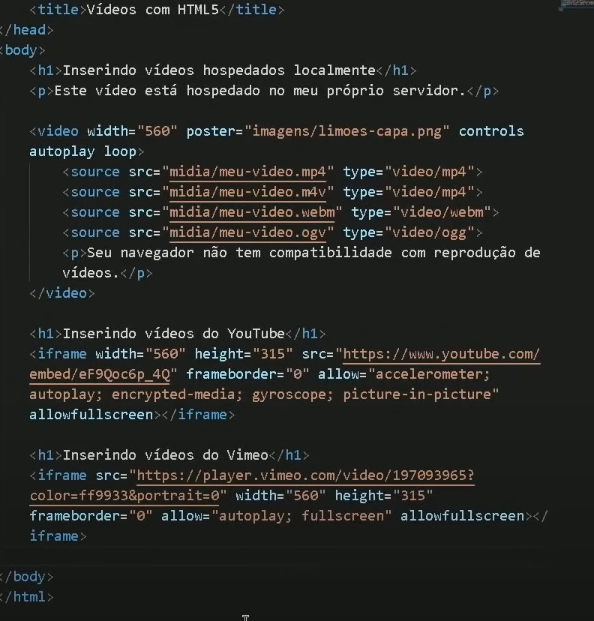 <title>Vídeos com HTML5</title>
</head>
<body>
<h1>Inserindo vídeos hospedados localmente</h1>
<p>Este vídeo está hospedado no meu próprio servidor.</p>
<video width="560" poster="imagens/limoes-capa.png" controls
autoplay loop>
<source src="midia/meu-video.mp4" type="video/mp4">
<source src="midia/meu-video.m4v" type="video/mp4">
<source src="midia/meu-video.webm" type="video/webm">
<source src="midia/meu-video.ogv" type="video/ogg">
<p>Seu navegador não tem compatibilidade com reprodução de
vídeos.</p>
</video>
<h1>Inserindo vídeos do YouTube</h1>
<iframe width="560" height="315" src="https://www.youtube.com/
embed/eF9Qoc6p_4Q" frameborder="0" allow="accelerometer;
autoplay; encrypted-media; gyroscope; picture-in-picture"
allowfullscreen></iframe>
<h1>Inserindo vídeos do Vimeo</h1>
<iframe src="https://player.vimeo.com/video/197093965?
color=ff9933&portrait=0" width="560" height="315"
frameborder="0" allow="autoplay; fullscreen" allowfullscreen></
iframe>
</body>
</html>